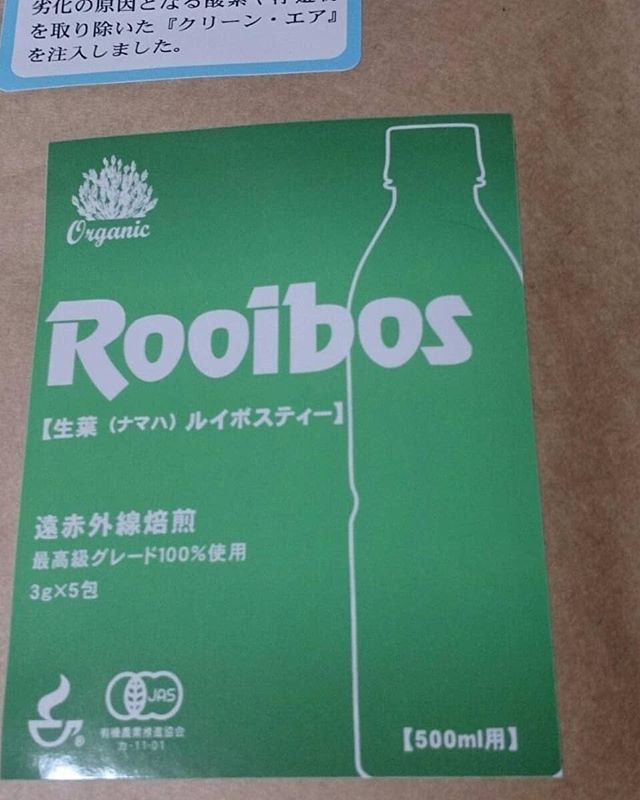 劣化の原因となる酸素や
を取り除いた『クリーン・エア』
を注入しました。
Organic
Rooibos
【生葉（ナマハ）ルイボスティー】
遠赤外線焙煎
最高級グレード100%使用
3g×5包
JAS
®
有機農業推進協会
カ-11-01
【500ml用】